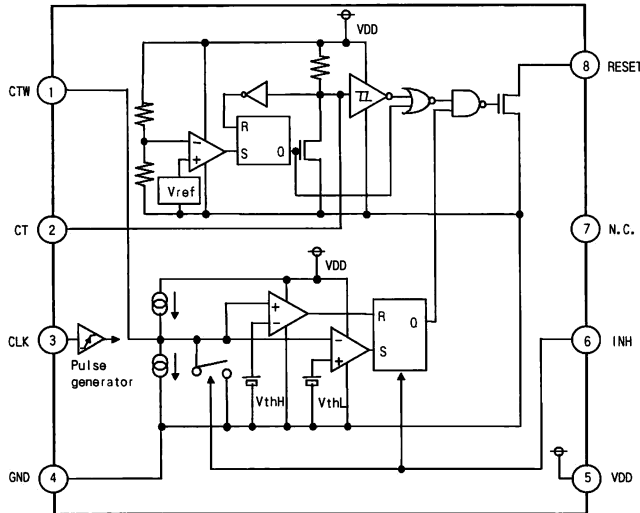 VDD
CTW
1
8
RESET
R
S
Q
−
+
Vref
CT
2
7
N.C.
VDD
CLK
3
Pulse
generator
+
−
−
+
R
Q
S
6
INH
VthH
VthL
GND
4
5
VDD